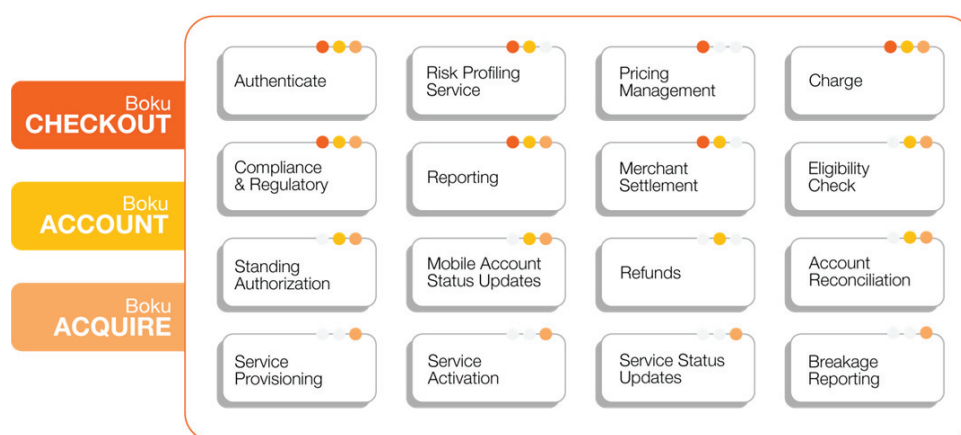 Boku
CHECKOUT
Boku
ACCOUNT
Boku
ACQUIRE
Authenticate
Risk Profiling
Service
Pricing
Management
Charge
Compliance
& Regulatory
Reporting
Merchant
Settlement
Eligibility
Check
Standing
Authorization
Mobile Account
Status Updates
Refunds
Account
Reconciliation
Service
Provisioning
Service
Activation
Service Status
Updates
Breakage
Reporting